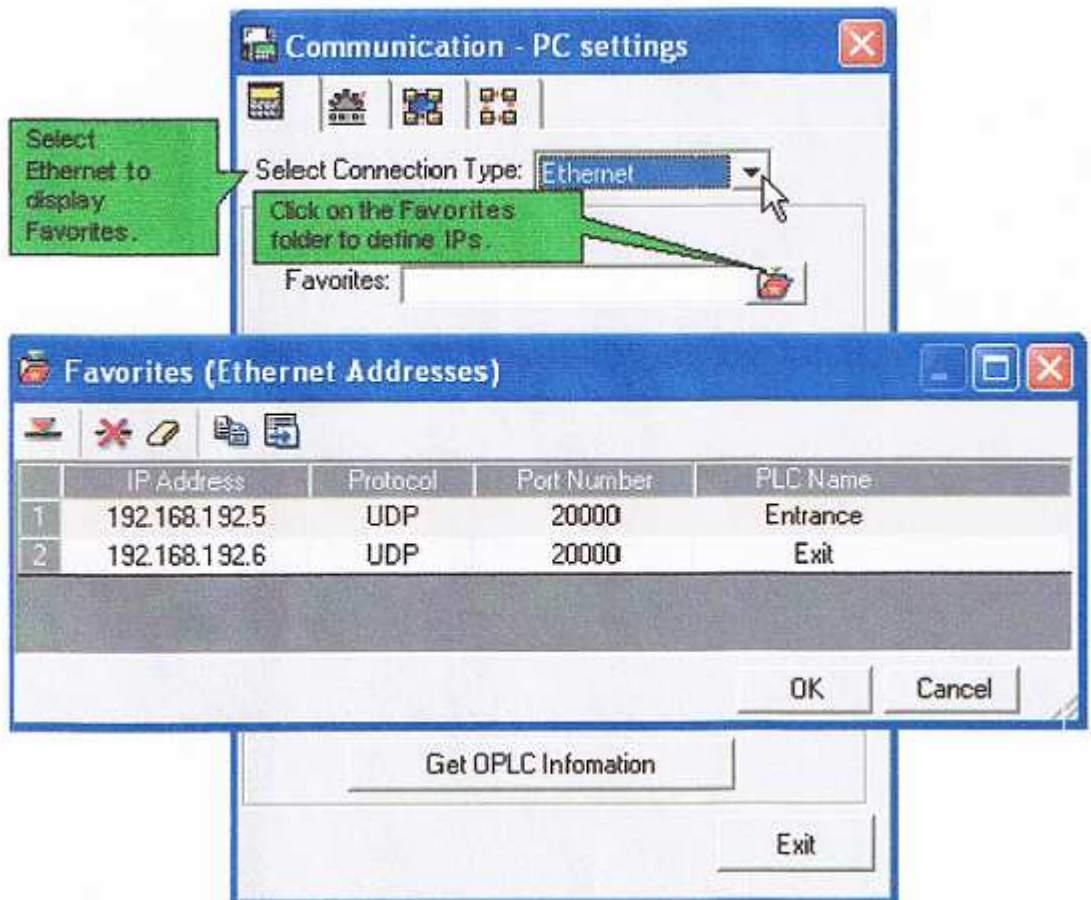 Communication - PC settings
Select
Ethernet to
display
Favorites.
Select Connection Type: Ethernet
Click on the Favorites
folder to define IPs.
Favorites:
Favorites (Ethernet Addresses)
IP Address Protocol Port Number PLC Name
1 192.168.192.5 UDP 20000 Entrance
2 192.168.192.6 UDP 20000 Exit
OK Cancel
Get OPLC Infomation
Exit